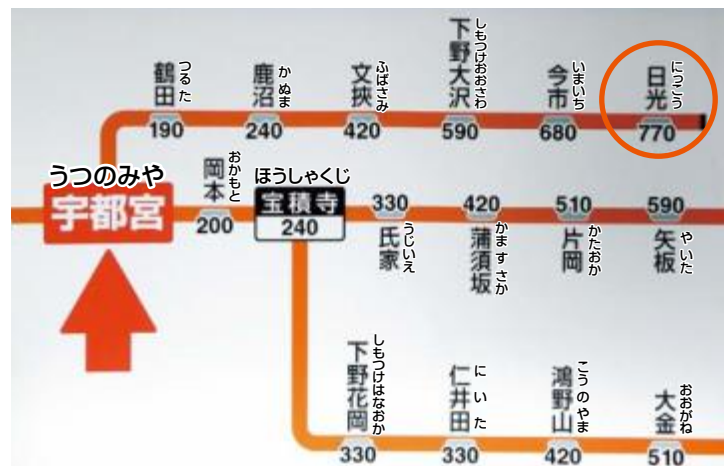 つるた
鶴田
190
かぬま
鹿沼
240
ふばさみ
文挾
420
しもつけおおさわ
下野大沢
590
いまいち
今市
680
にっこう
日光
770
うつのみや
宇都宮
おかもと
岡本
200
ほうしゃくじ
宝積寺
240
330
氏家
うじいえ
420
蒲須坂
かますさか
510
片岡
かたおか
590
矢板
やいた
しもつけはなおか
下野花岡
330
にいた
仁井田
330
こうのやま
鴻野山
420
おおがね
大金
510